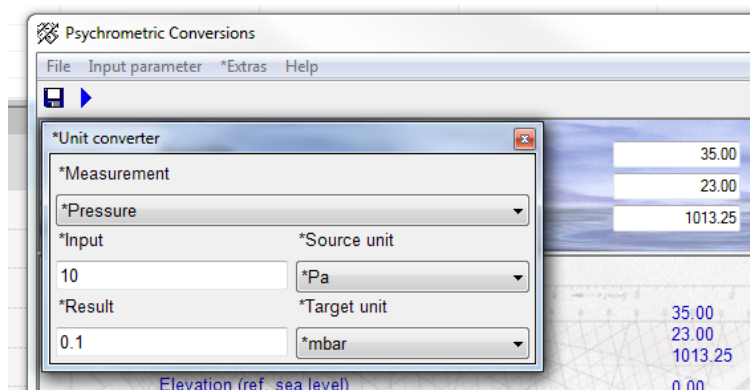 Psychrometric Conversions
File Input parameter *Extras Help
*Unit converter
*Measurement
*Pressure
*Input *Source unit
10 *Pa
*Result *Target unit
0.1 *mbar
35.00
23.00
1013.25
35.00
23.00
1013.25
Elevation (ref. sea level) 0.00